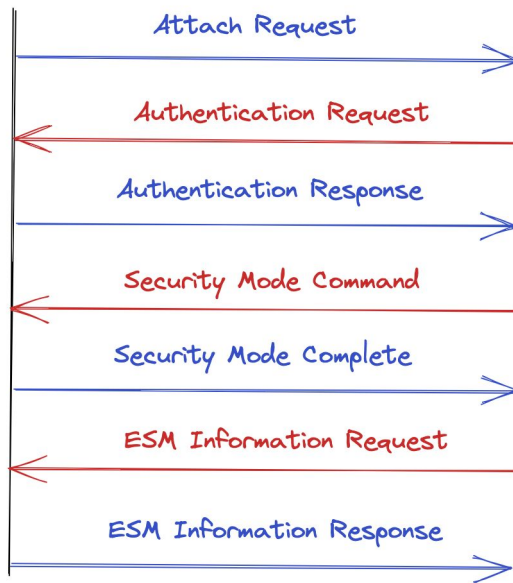 Attach Request
Authentication Request
Authentication Response
Security Mode Command
Security Mode Complete
ESM Information Request
ESM Information Response